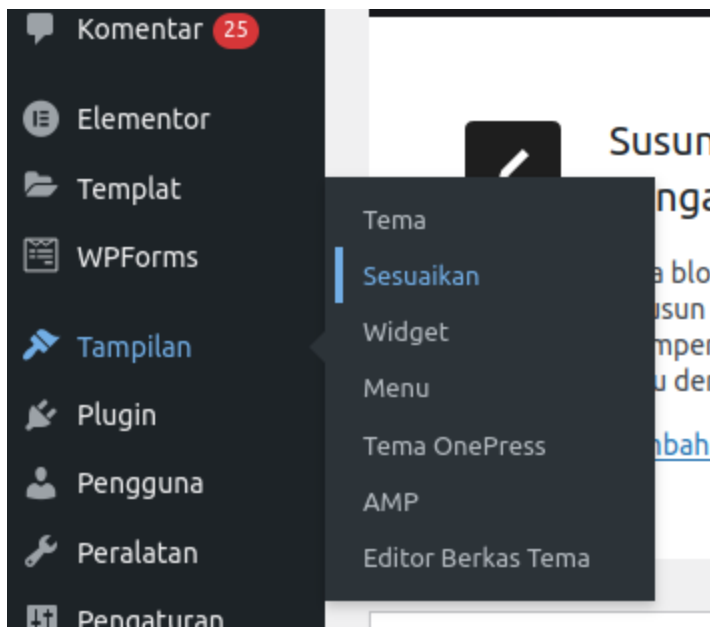 Komentar 25
Elementor
Templat
WPForms
Tampilan
Plugin
Pengguna
Peralatan
Pengaturan
Tema
Sesuaikan
Widget
Menu
Tema OnePress
AMP
Editor Berkas Tema